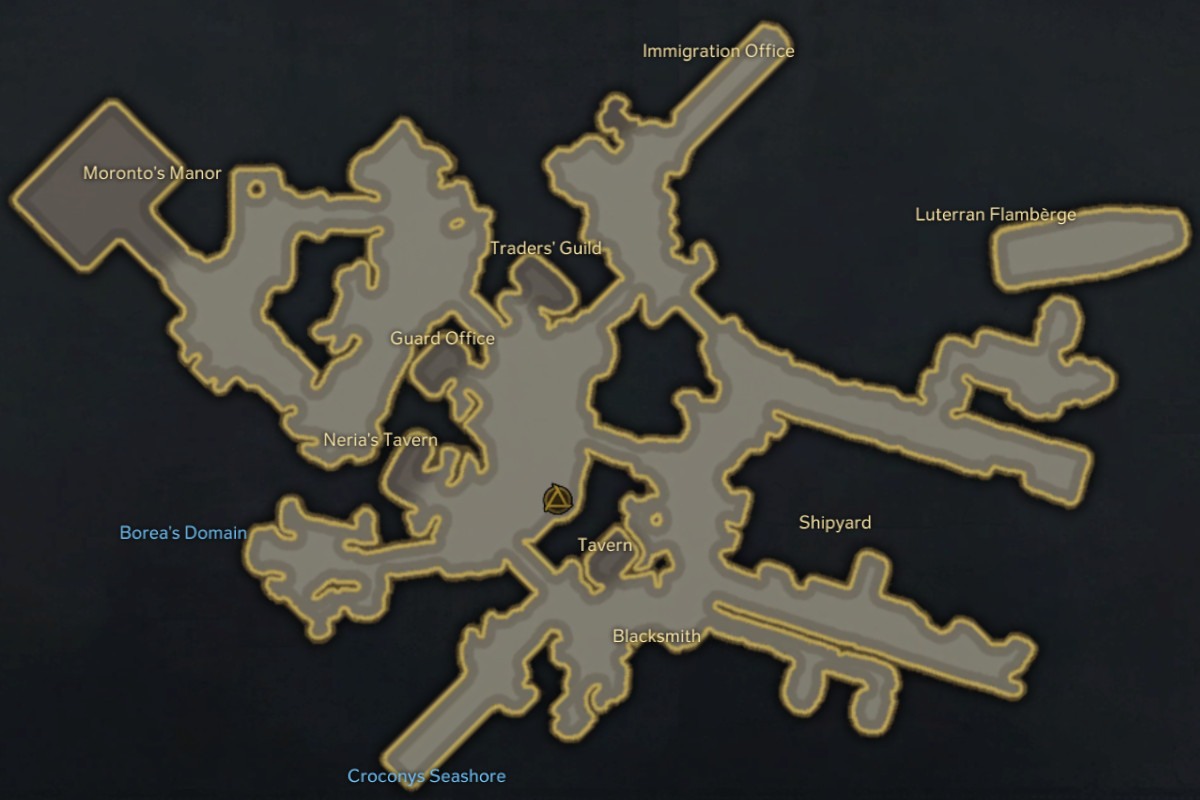 Immigration Office
Moronto's Manor
Luterran Flambèrge
Traders' Guild
Guard Office
Neria's Tavern
Shipyard
Borea's Domain
Tavern
Blacksmith
Croconys Seashore